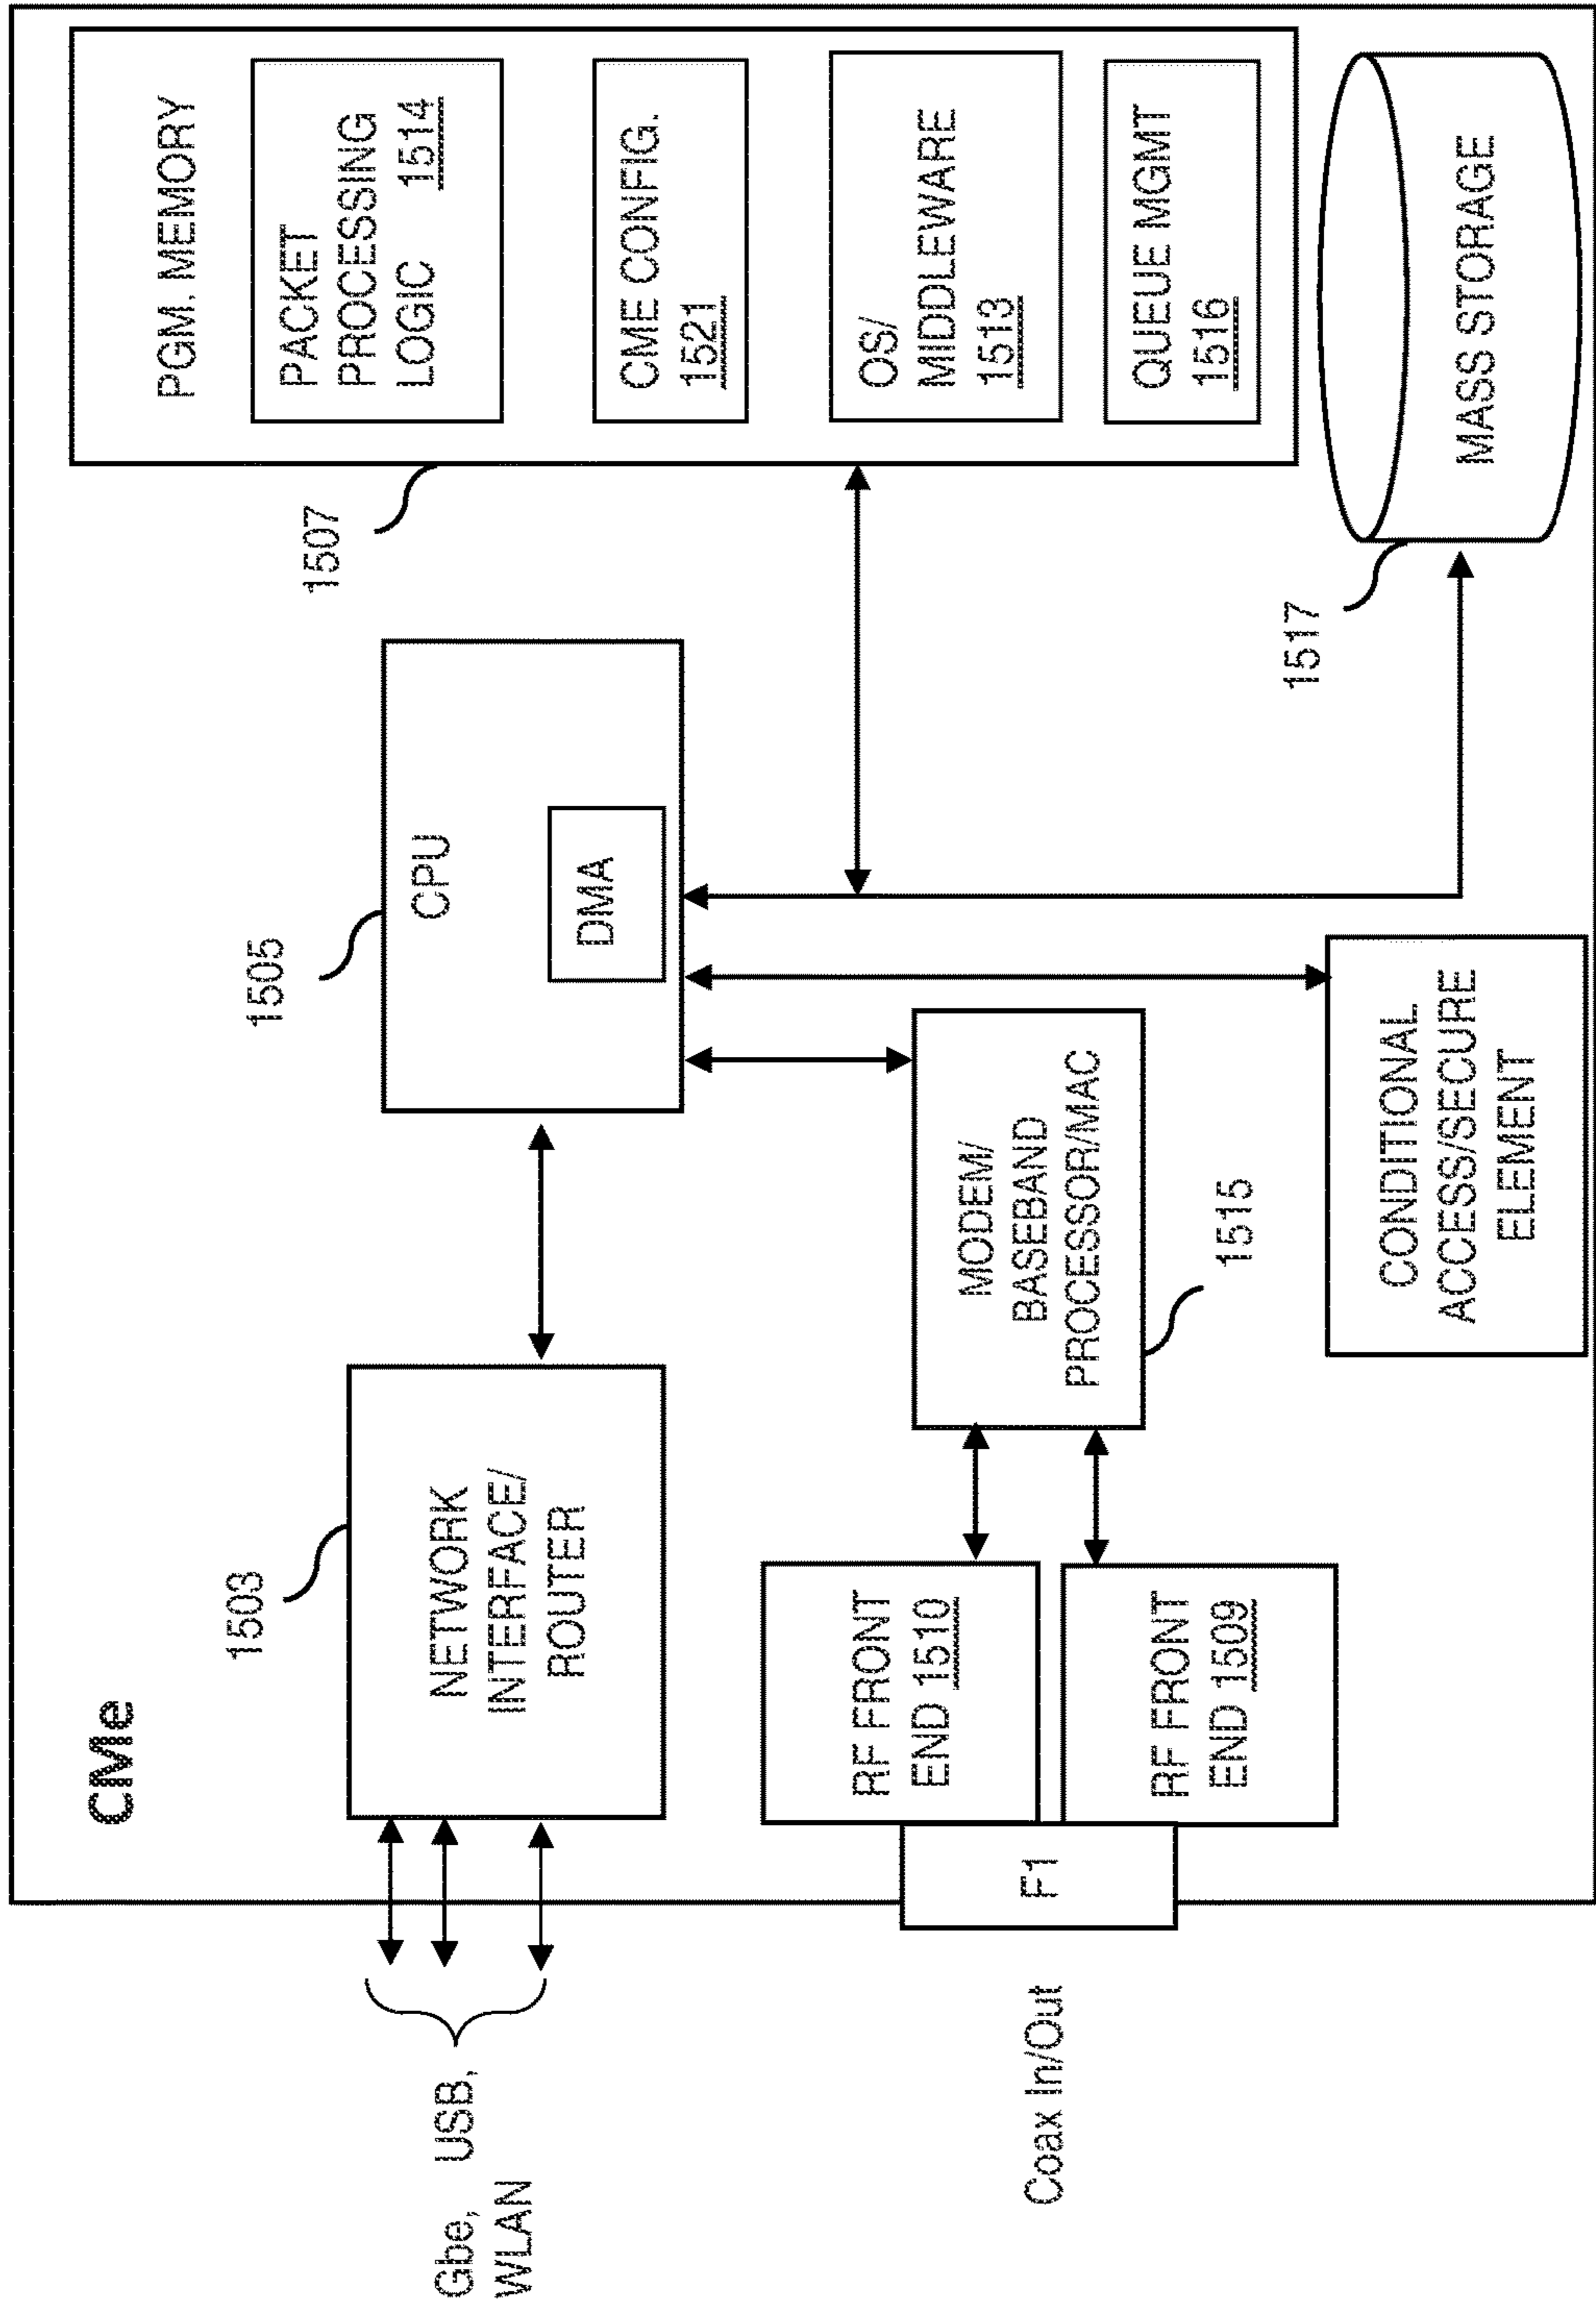 CMe
1503
NETWORK
INTERFACE/
ROUTER
Gbe, USB,
WLAN
1505
CPU
DMA
1507
PGM. MEMORY
PACKET
PROCESSING
LOGIC 1514
CME CONFIG.
1521
OS/
MIDDLEWARE
1513
QUEUE MGMT
1516
RF FRONT
END 1510
RF FRONT
END 1509
F1
Coax In/Out
MODEM/
BASEBAND
PROCESSOR/MAC
1515
CONDITIONAL
ACCESS/SECURE
ELEMENT
1517
MASS STORAGE